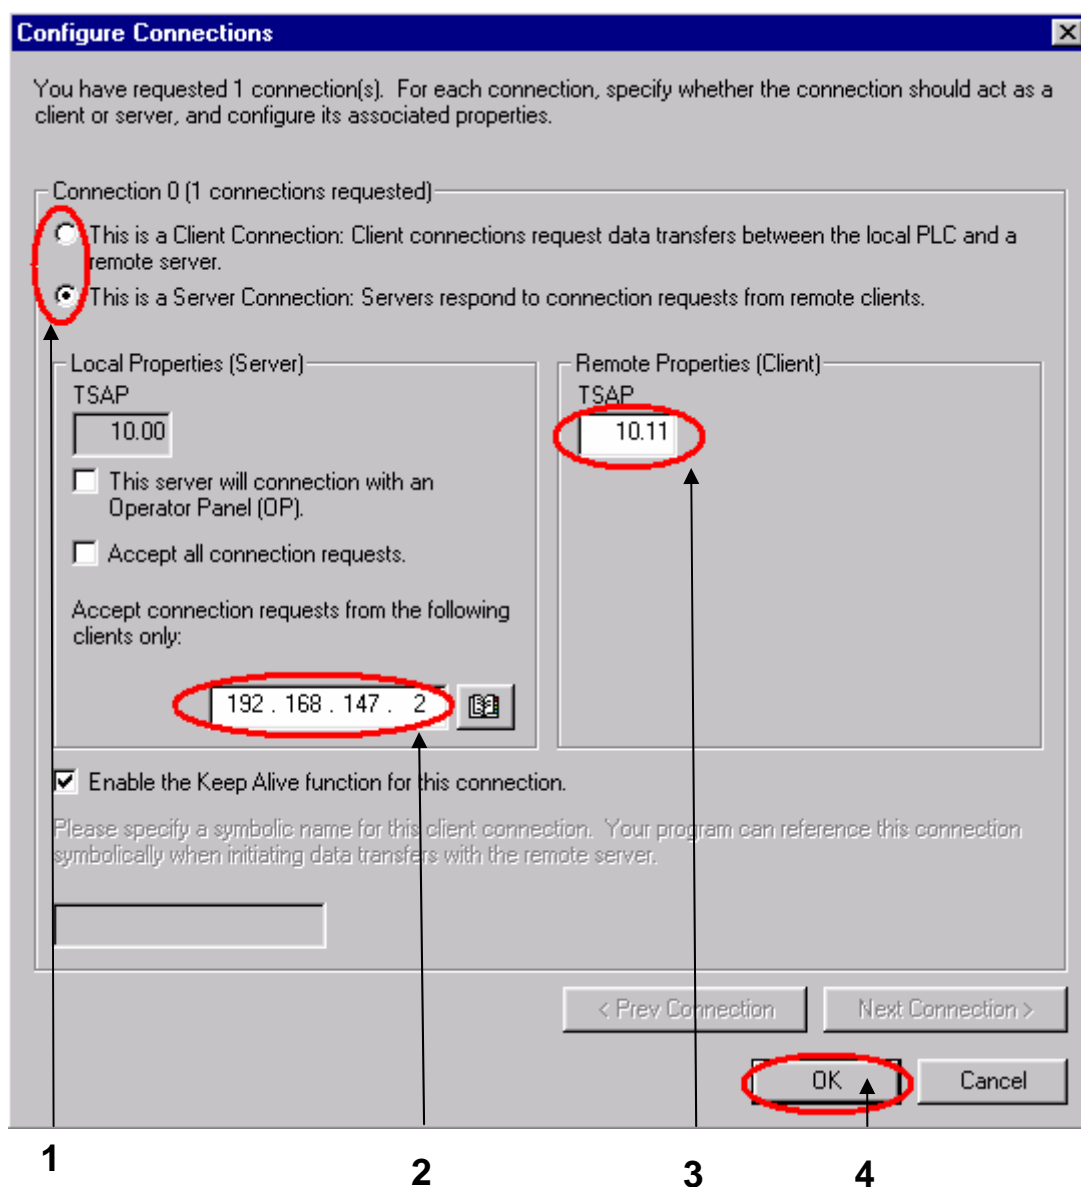 Configure Connections
You have requested 1 connection(s). For each connection, specify whether the connection should act as a
client or server, and configure its associated properties.
Connection 0 (1 connections requested)
This is a Client Connection: Client connections request data transfers between the local PLC and a
remote server.
This is a Server Connection: Servers respond to connection requests from remote clients.
Local Properties (Server)
TSAP
10.00
This server will connection with an
Operator Panel (OP).
Accept all connection requests.
Accept connection requests from the following
clients only:
192 . 168 . 147 . 2
Remote Properties (Client)
TSAP
10.11
Enable the Keep Alive function for this connection.
Please specify a symbolic name for this client connection. Your program can reference this connection
symbolically when initiating data transfers with the remote server.
< Prev Connection
Next Connection >
OK
Cancel
1
2
3
4